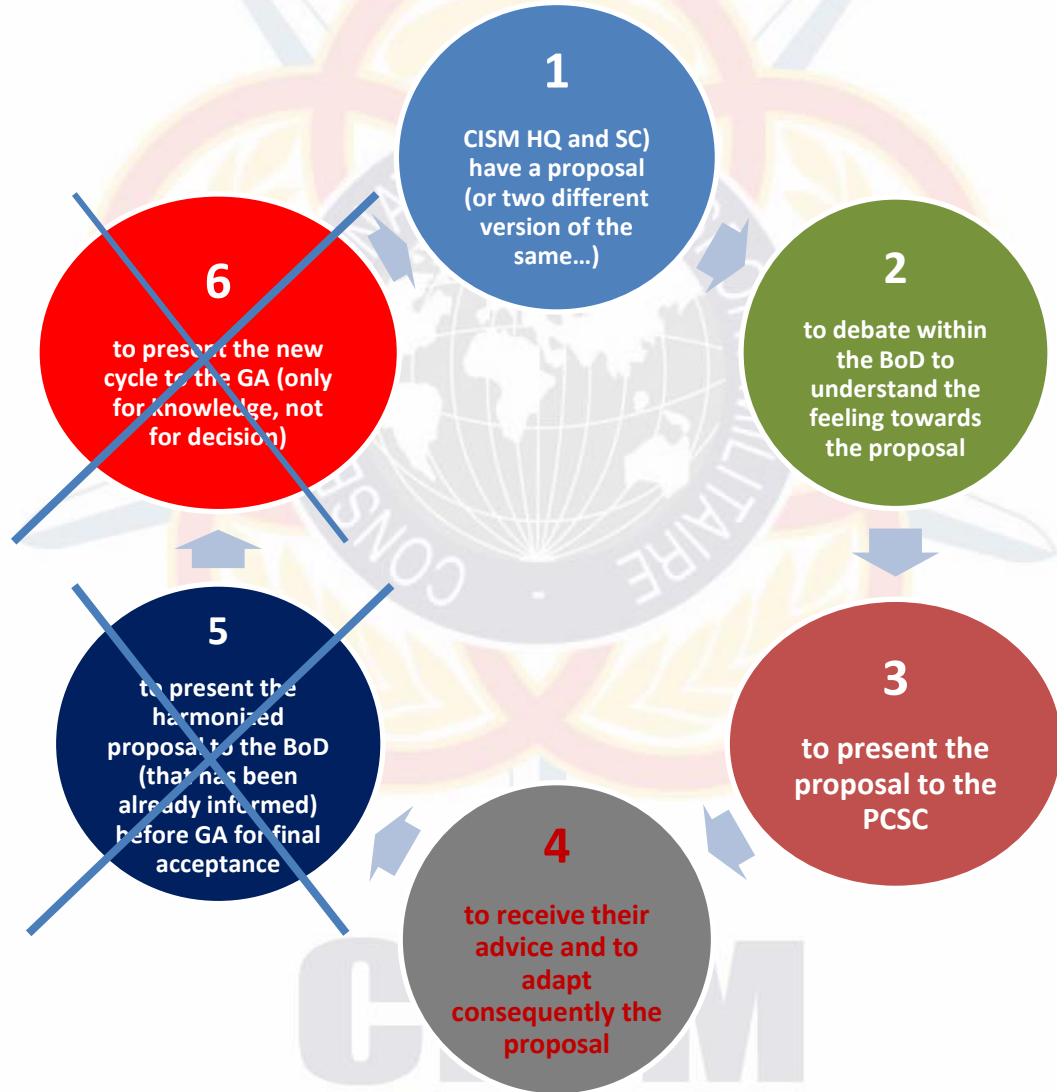 1
CISM HQ and SC)
have a proposal
(or two different
version of the
same...)
2
to debate within
the BoD to
understand the
feeling towards
the proposal
3
to present the
proposal to the
PCSC
4
to receive their
advice and to
adapt
consequently the
proposal
5
to present the
harmonized
proposal to the BoD
(that has been
already informed)
before GA for final
acceptance
6
to present the new
cycle to the GA (only
for knowledge, not
for decision)
MILITAIRE